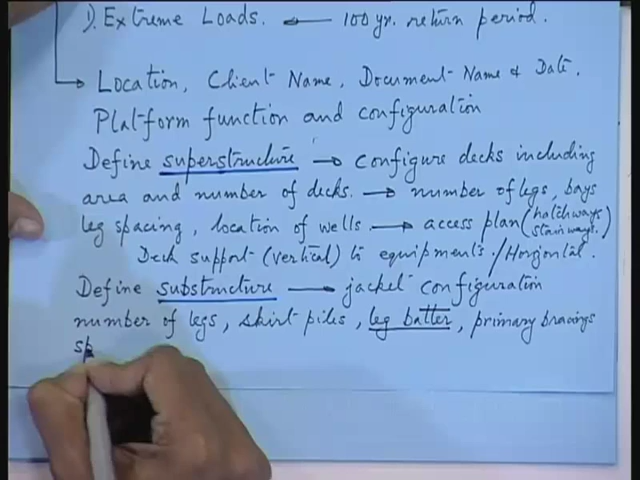 1). Extreme Loads. ← 100 yr. return period.
→ Location, Client Name, Document Name & Date.
Platform function and configuration
Define superstructure → configure decks including
area and number of decks. → number of legs, bays
leg spacing, location of wells → access plan (hatchways
stairways.)
Deck support (vertical) to equipments / Horizontal.
Define substructure → jacket configuration
number of legs, skirt piles, leg batter, primary bracings
sp